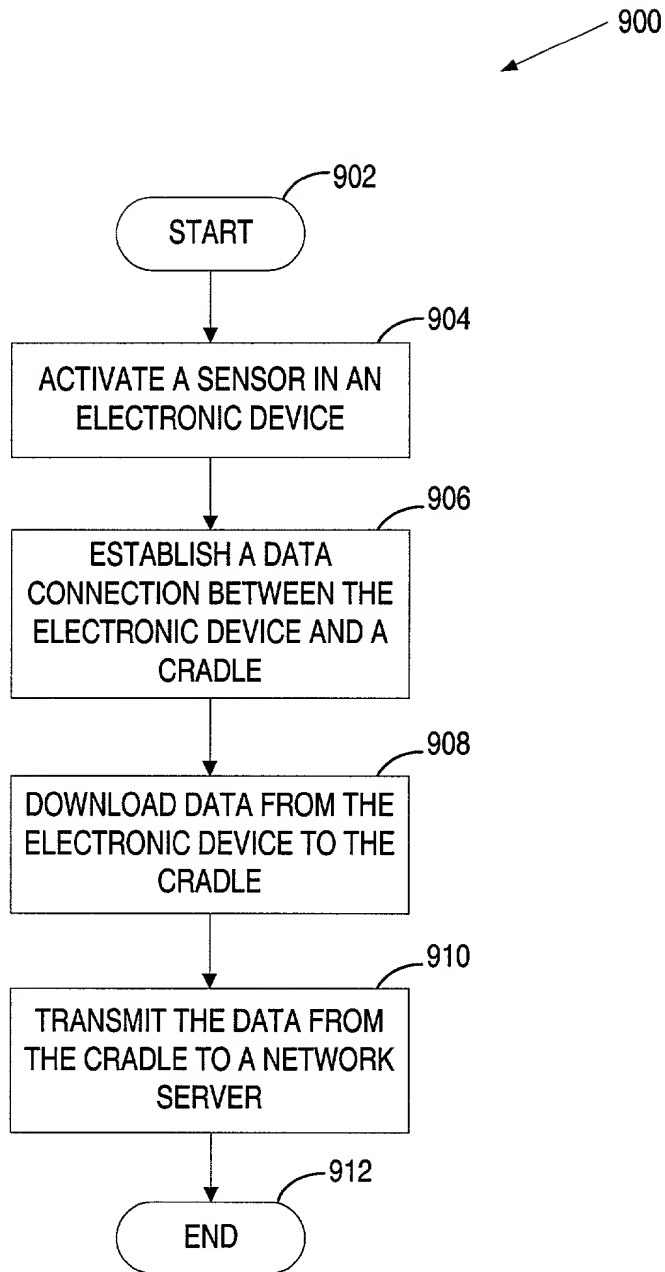 900
902
START
904
ACTIVATE A SENSOR IN AN
ELECTRONIC DEVICE
906
ESTABLISH A DATA
CONNECTION BETWEEN THE
ELECTRONIC DEVICE AND A
CRADLE
908
DOWNLOAD DATA FROM THE
ELECTRONIC DEVICE TO THE
CRADLE
910
TRANSMIT THE DATA FROM
THE CRADLE TO A NETWORK
SERVER
912
END